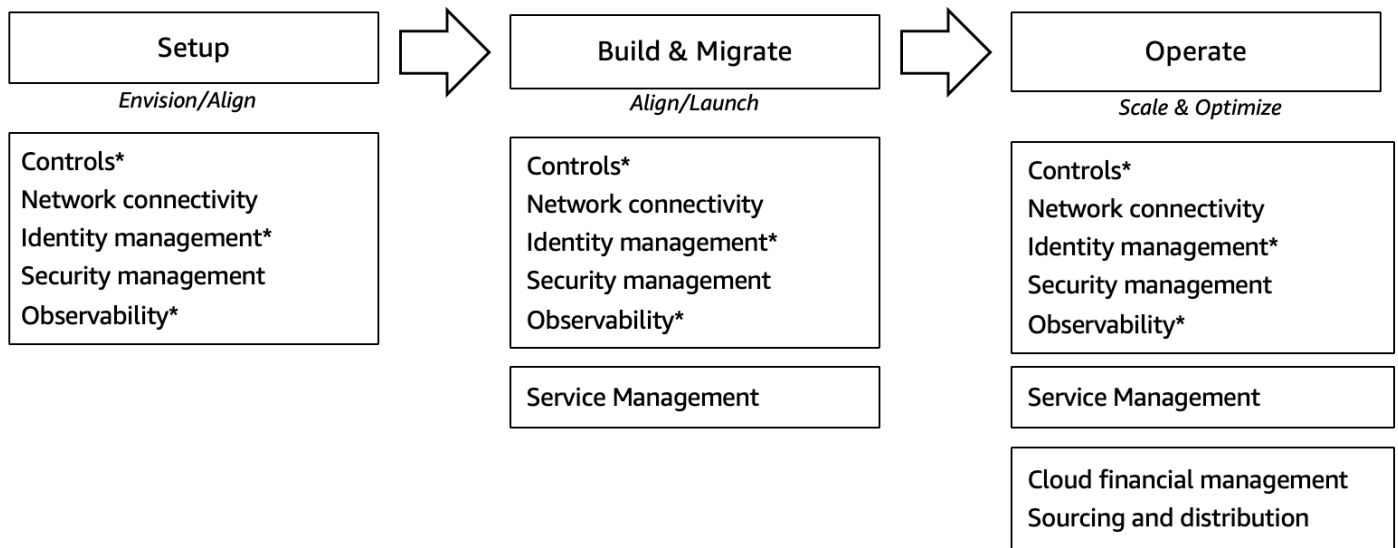 Setup
Envision/Align
Controls*
Network connectivity
Identity management*
Security management
Observability*
Build & Migrate
Align/Launch
Controls*
Network connectivity
Identity management*
Security management
Observability*
Service Management
Operate
Scale & Optimize
Controls*
Network connectivity
Identity management*
Security management
Observability*
Service Management
Cloud financial management
Sourcing and distribution